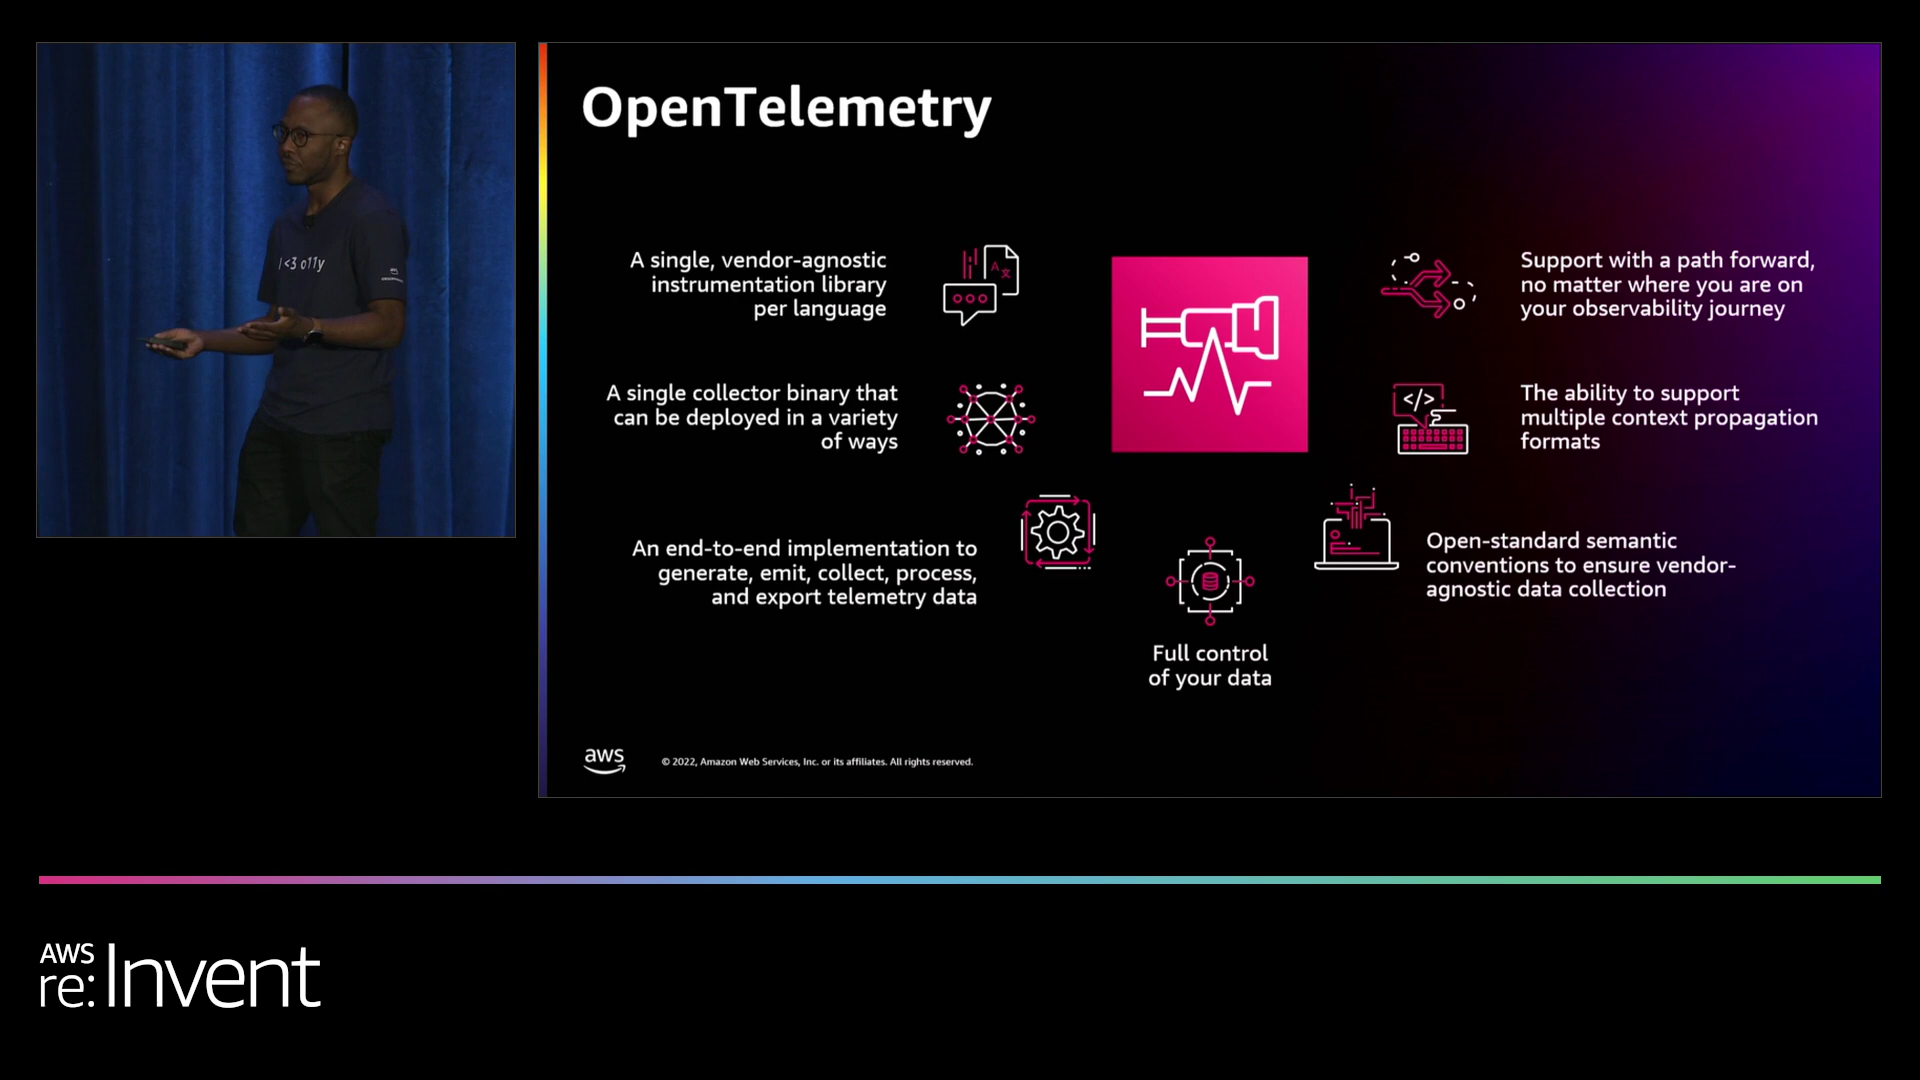 OpenTelemetry
A single, vendor-agnostic
instrumentation library
per language
A single collector binary that
can be deployed in a variety
of ways
An end-to-end implementation to
generate, emit, collect, process,
and export telemetry data
Full control
of your data
Support with a path forward,
no matter where you are on
your observability journey
The ability to support
multiple context propagation
formats
Open-standard semantic
conventions to ensure vendor-
agnostic data collection
A文
</>
aws
© 2022, Amazon Web Services, Inc. or its affiliates. All rights reserved.
I <3 o11y
AWS
re:Invent